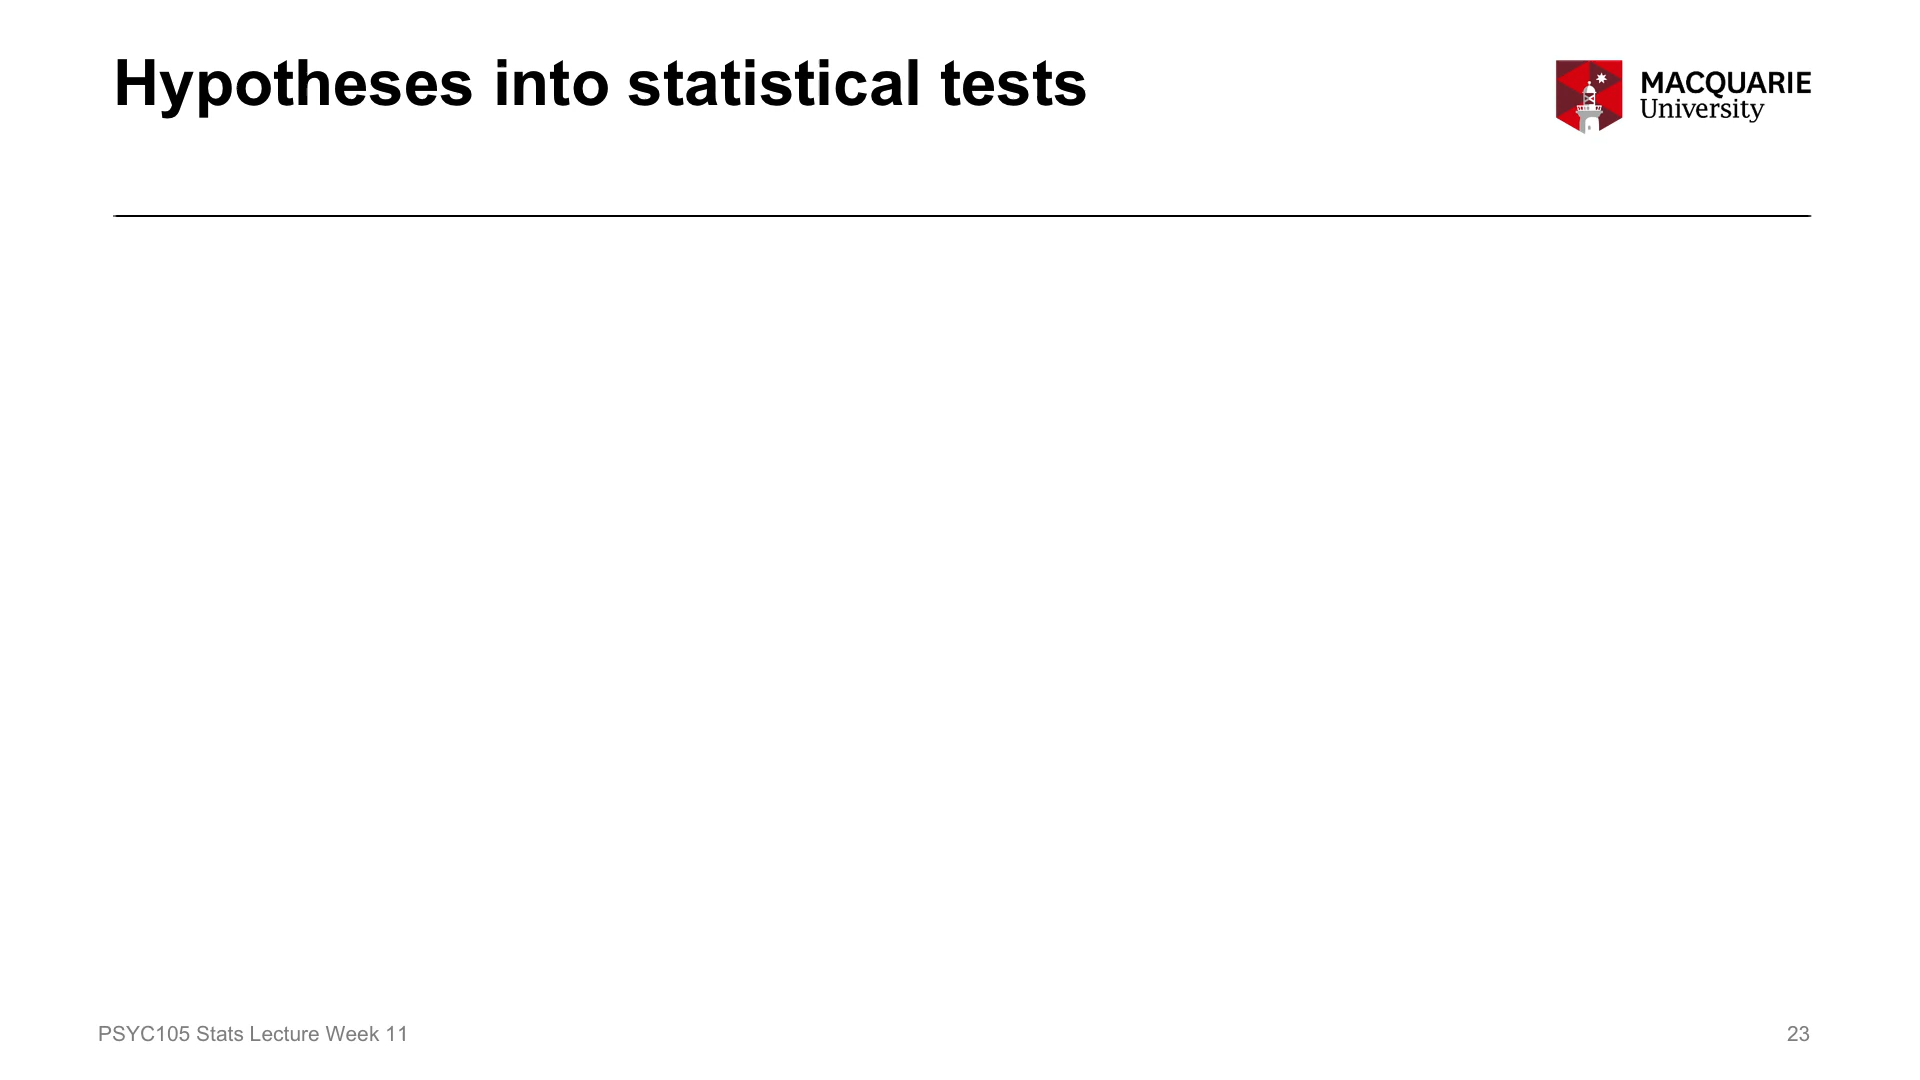 Hypotheses into statistical tests
MACQUARIE
University
PSYC105 Stats Lecture Week 11
23